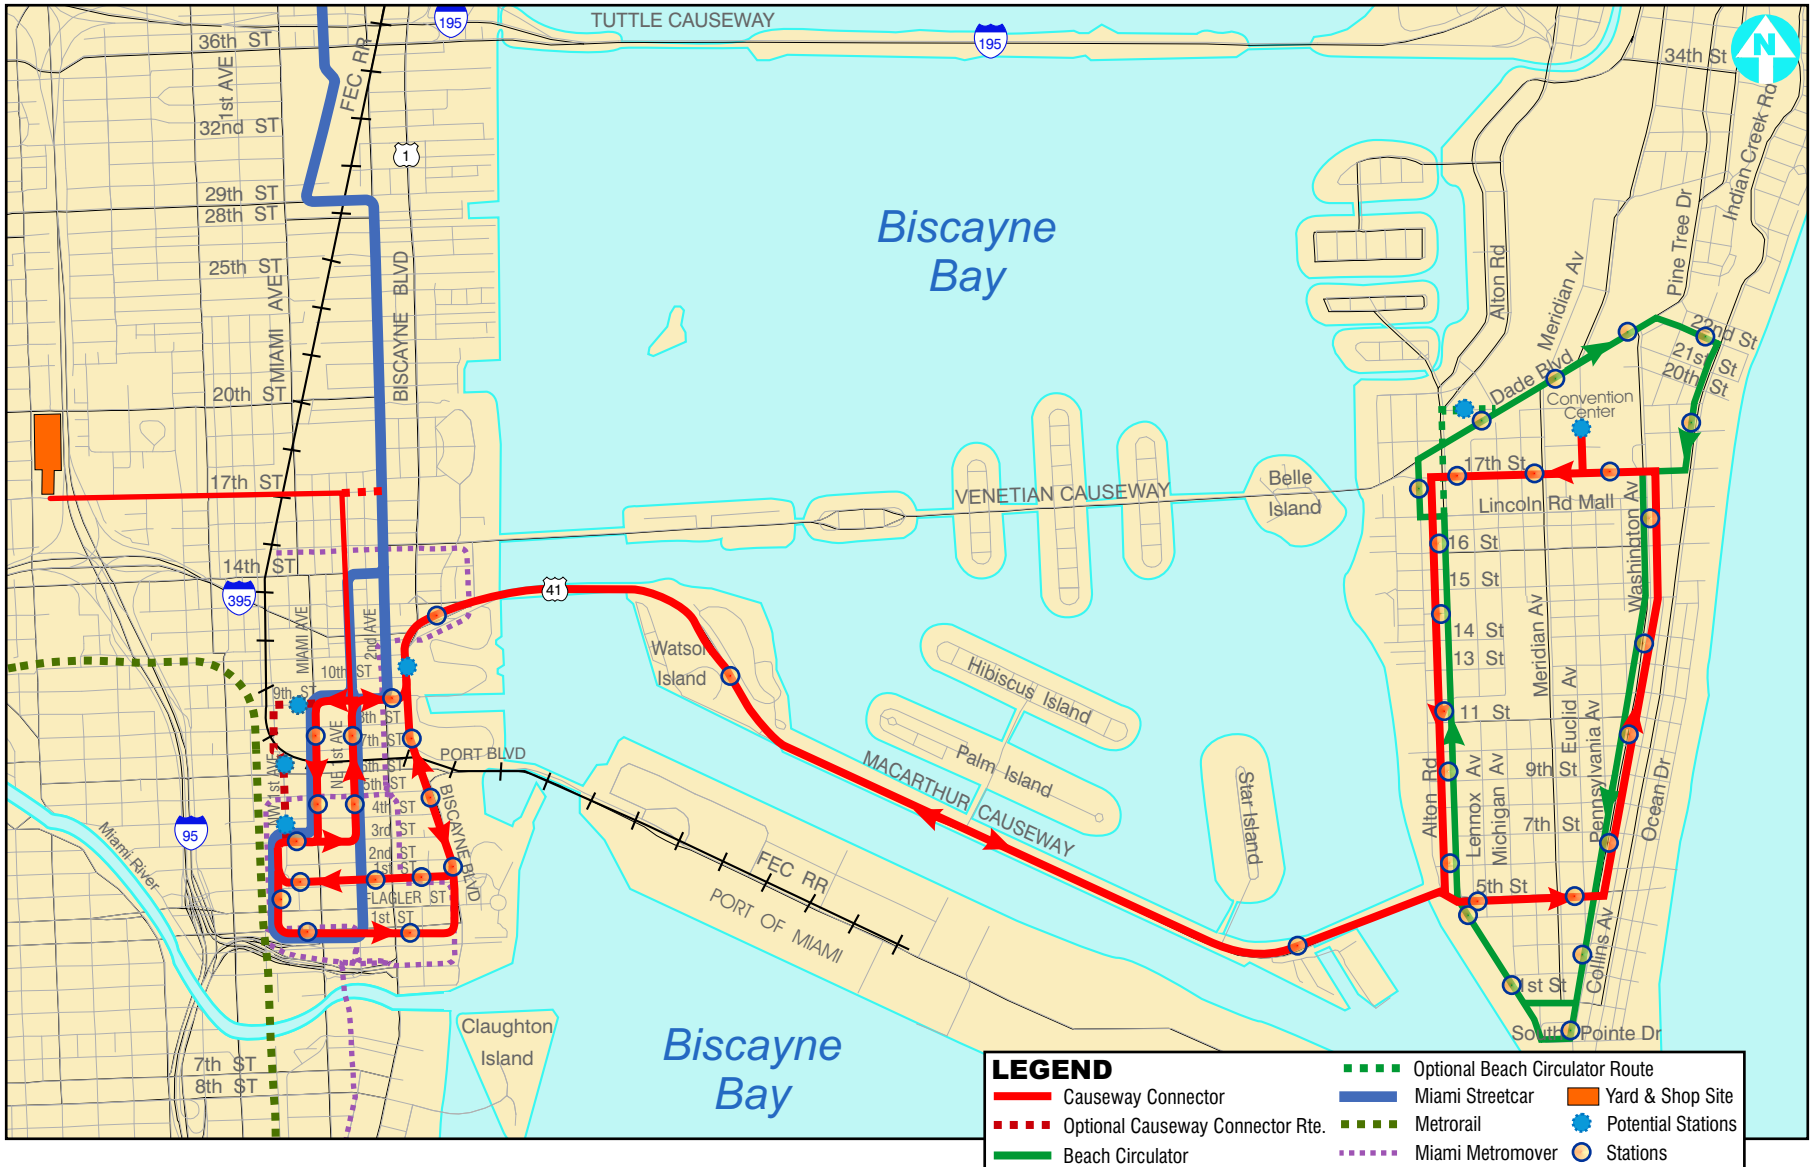 TUTTLE CAUSEWAY
195
195
36th ST
1st AVE
FEC RR
34th St
N
32nd ST
1
Indian Creek Rd
29th ST
28th ST
Biscayne
Bay
Pine Tree Dr
Alton Rd
Meridian Av
25th ST
MIAMI AVE
BISCAYNE BLVD
22nd St
21st St
20th St
Dade Blvd
Convention
Center
20th ST
17th ST
17th St
Lincoln Rd Mall
Washington Av
VENETIAN CAUSEWAY
Belle
Island
16 St
15 St
14 St
13 St
11 St
14th ST
395
41
MIAMI AVE
2nd AVE
10th ST
9th ST
8th ST
7th ST
6th ST
5th ST
4th ST
3rd ST
2nd ST
1st ST
FLAGLER ST
1st ST
NE 1st AVE
NW 1st AVE
PORT BLVD
BISCAYNE BLVD
Watson
Island
Hibiscus Island
Palm Island
Star Island
MACARTHUR CAUSEWAY
Meridian Av
Euclid Av
Pennsylvania Av
9th St
7th St
Alton Rd
Lennox Av
Michigan Av
Ocean Dr
5th St
Collins Av
1st St
South Pointe Dr
95
Miami River
FEC RR
PORT OF MIAMI
Claughton
Island
7th ST
8th ST
Biscayne
Bay
LEGEND
Causeway Connector
Optional Causeway Connector Rte.
Beach Circulator
Optional Beach Circulator Route
Miami Streetcar
Metrorail
Miami Metromover
Yard & Shop Site
Potential Stations
Stations